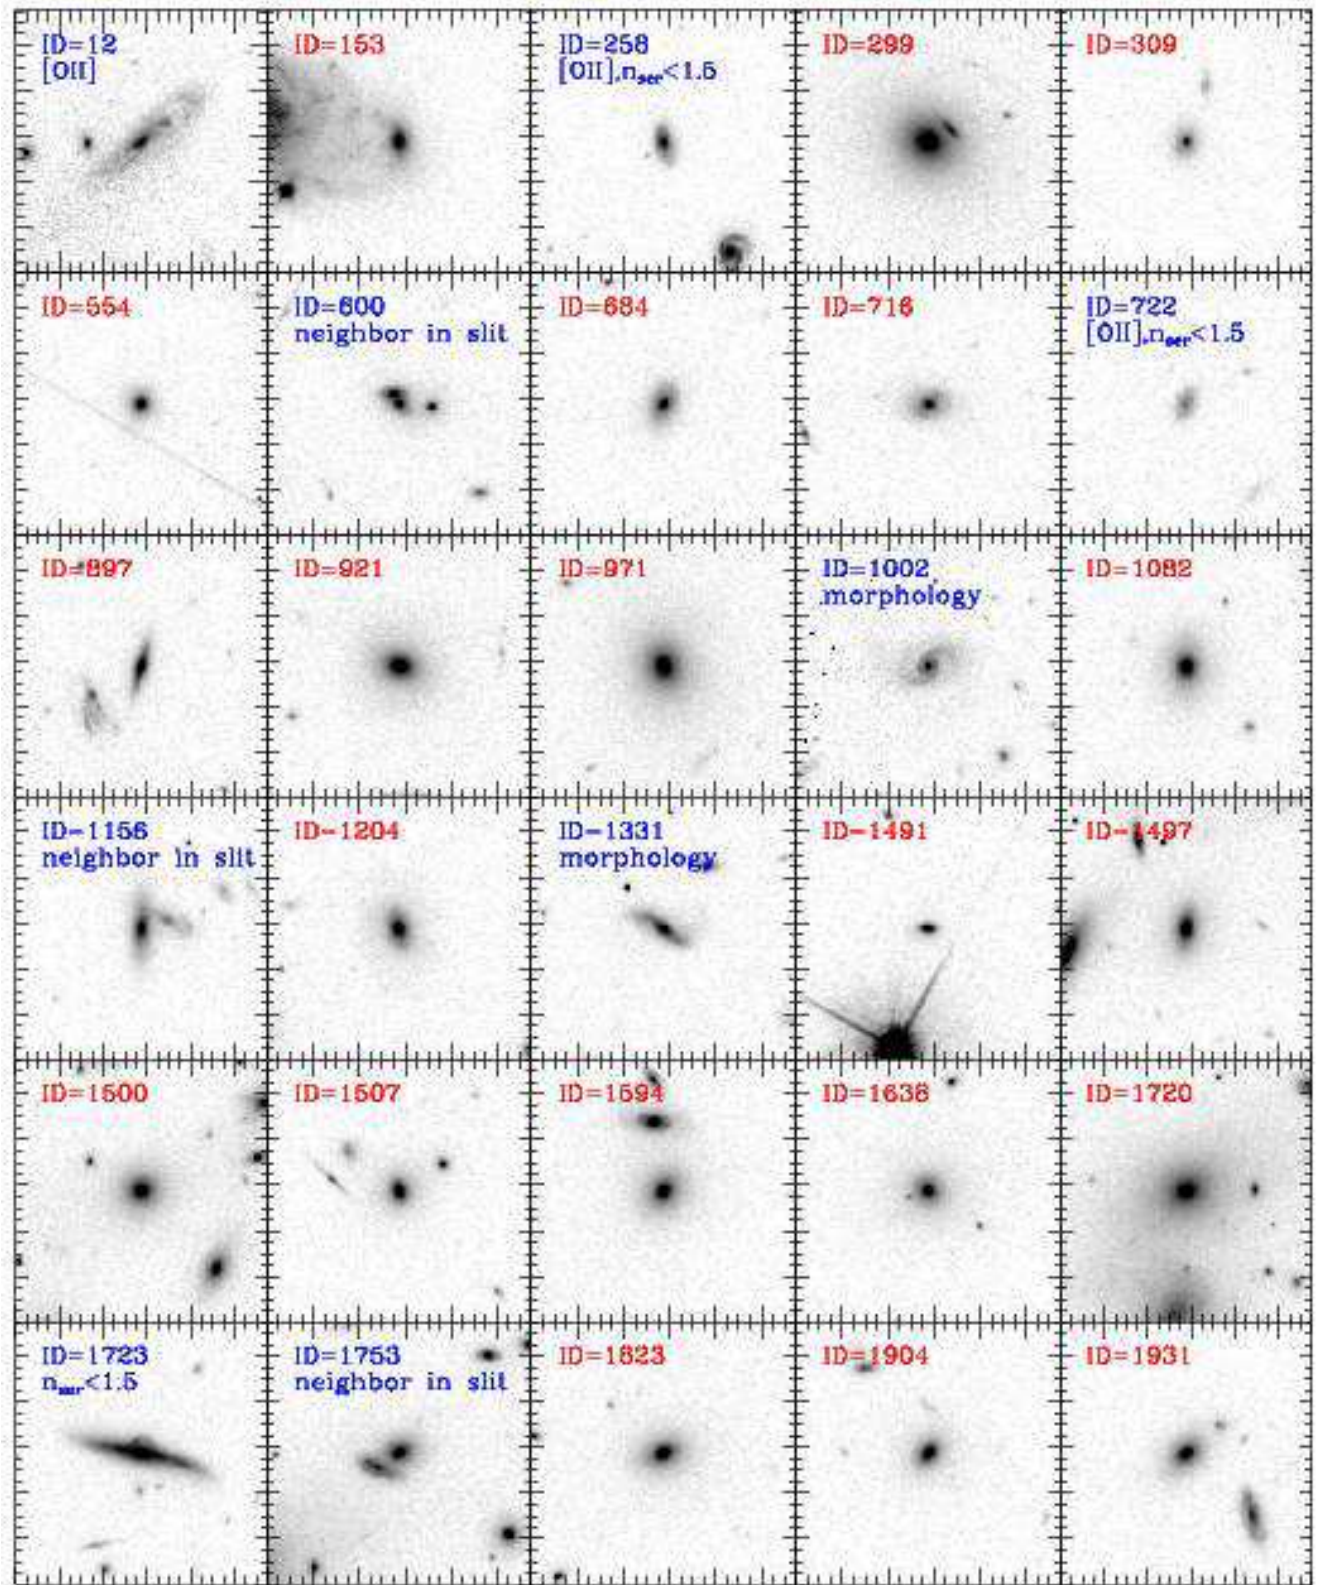 ID=12
[OII]
ID=153
ID=258
[OII],n_ser<1.5
ID=299
ID=309
ID=554
ID=600
neighbor in slit
ID=684
ID=716
ID=722
[OII],n_ser<1.5
ID=897
ID=921
ID=971
ID=1002
morphology
ID=1082
ID=1156
neighbor in slit
ID=1204
ID=1331
morphology
ID=1491
ID=1497
ID=1500
ID=1507
ID=1594
ID=1638
ID=1720
ID=1723
n_ser<1.5
ID=1753
neighbor in slit
ID=1823
ID=1904
ID=1931